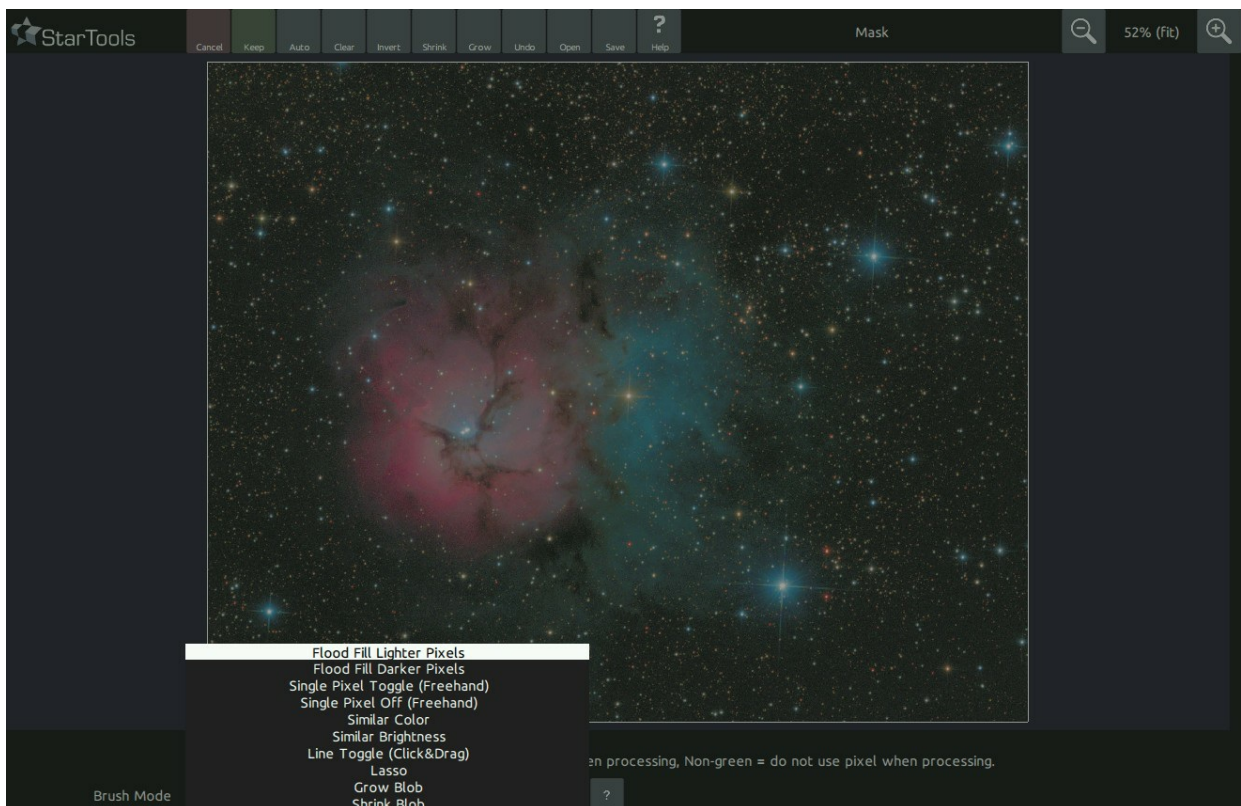 StarTools
Cancel Keep Auto Clear Invert Shrink Grow Undo Open Save ? Help
Mask
52% (fit)
Flood Fill Lighter Pixels
Flood Fill Darker Pixels
Single Pixel Toggle (Freehand)
Single Pixel Off (Freehand)
Similar Color
Similar Brightness
Line Toggle (Click&Drag)
en processing, Non-green = do not use pixel when processing.
Lasso
Grow Blob
Shrink Blob
Brush Mode
?